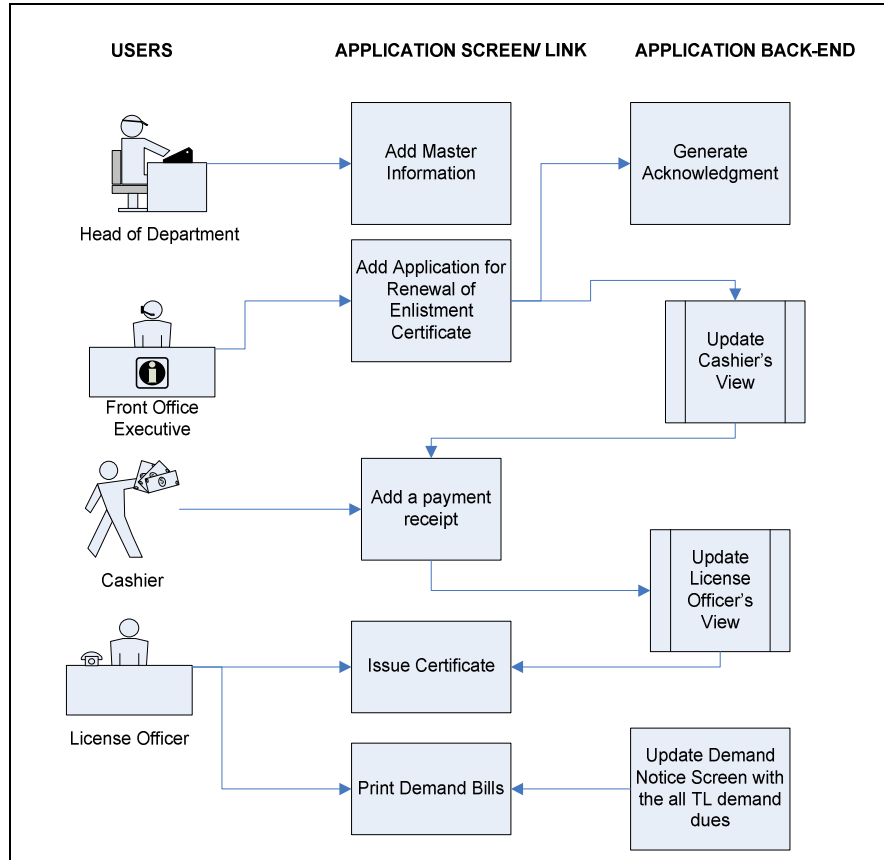 USERS
APPLICATION SCREEN/ LINK
APPLICATION BACK-END
Head of Department
Add Master
Information
Generate
Acknowledgment
Front Office
Executive
Add Application for
Renewal of
Enlistment
Certificate
Update
Cashier's
View
Cashier
Add a payment
receipt
Update
License
Officer's
View
License Officer
Issue Certificate
Print Demand Bills
Update Demand
Notice Screen with
the all TL demand
dues